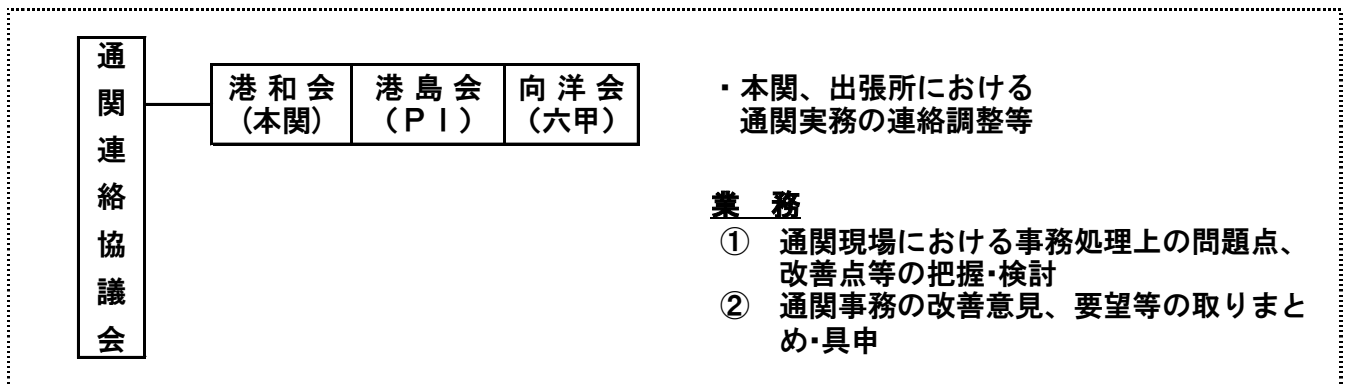 通関連絡協議会
港和会 港島会 向洋会
(本関) (PI) (六甲)
・本関、出張所における
通関実務の連絡調整等
業 務
① 通関現場における事務処理上の問題点、
改善点等の把握・検討
② 通関事務の改善意見、要望等の取りまと
め・具申